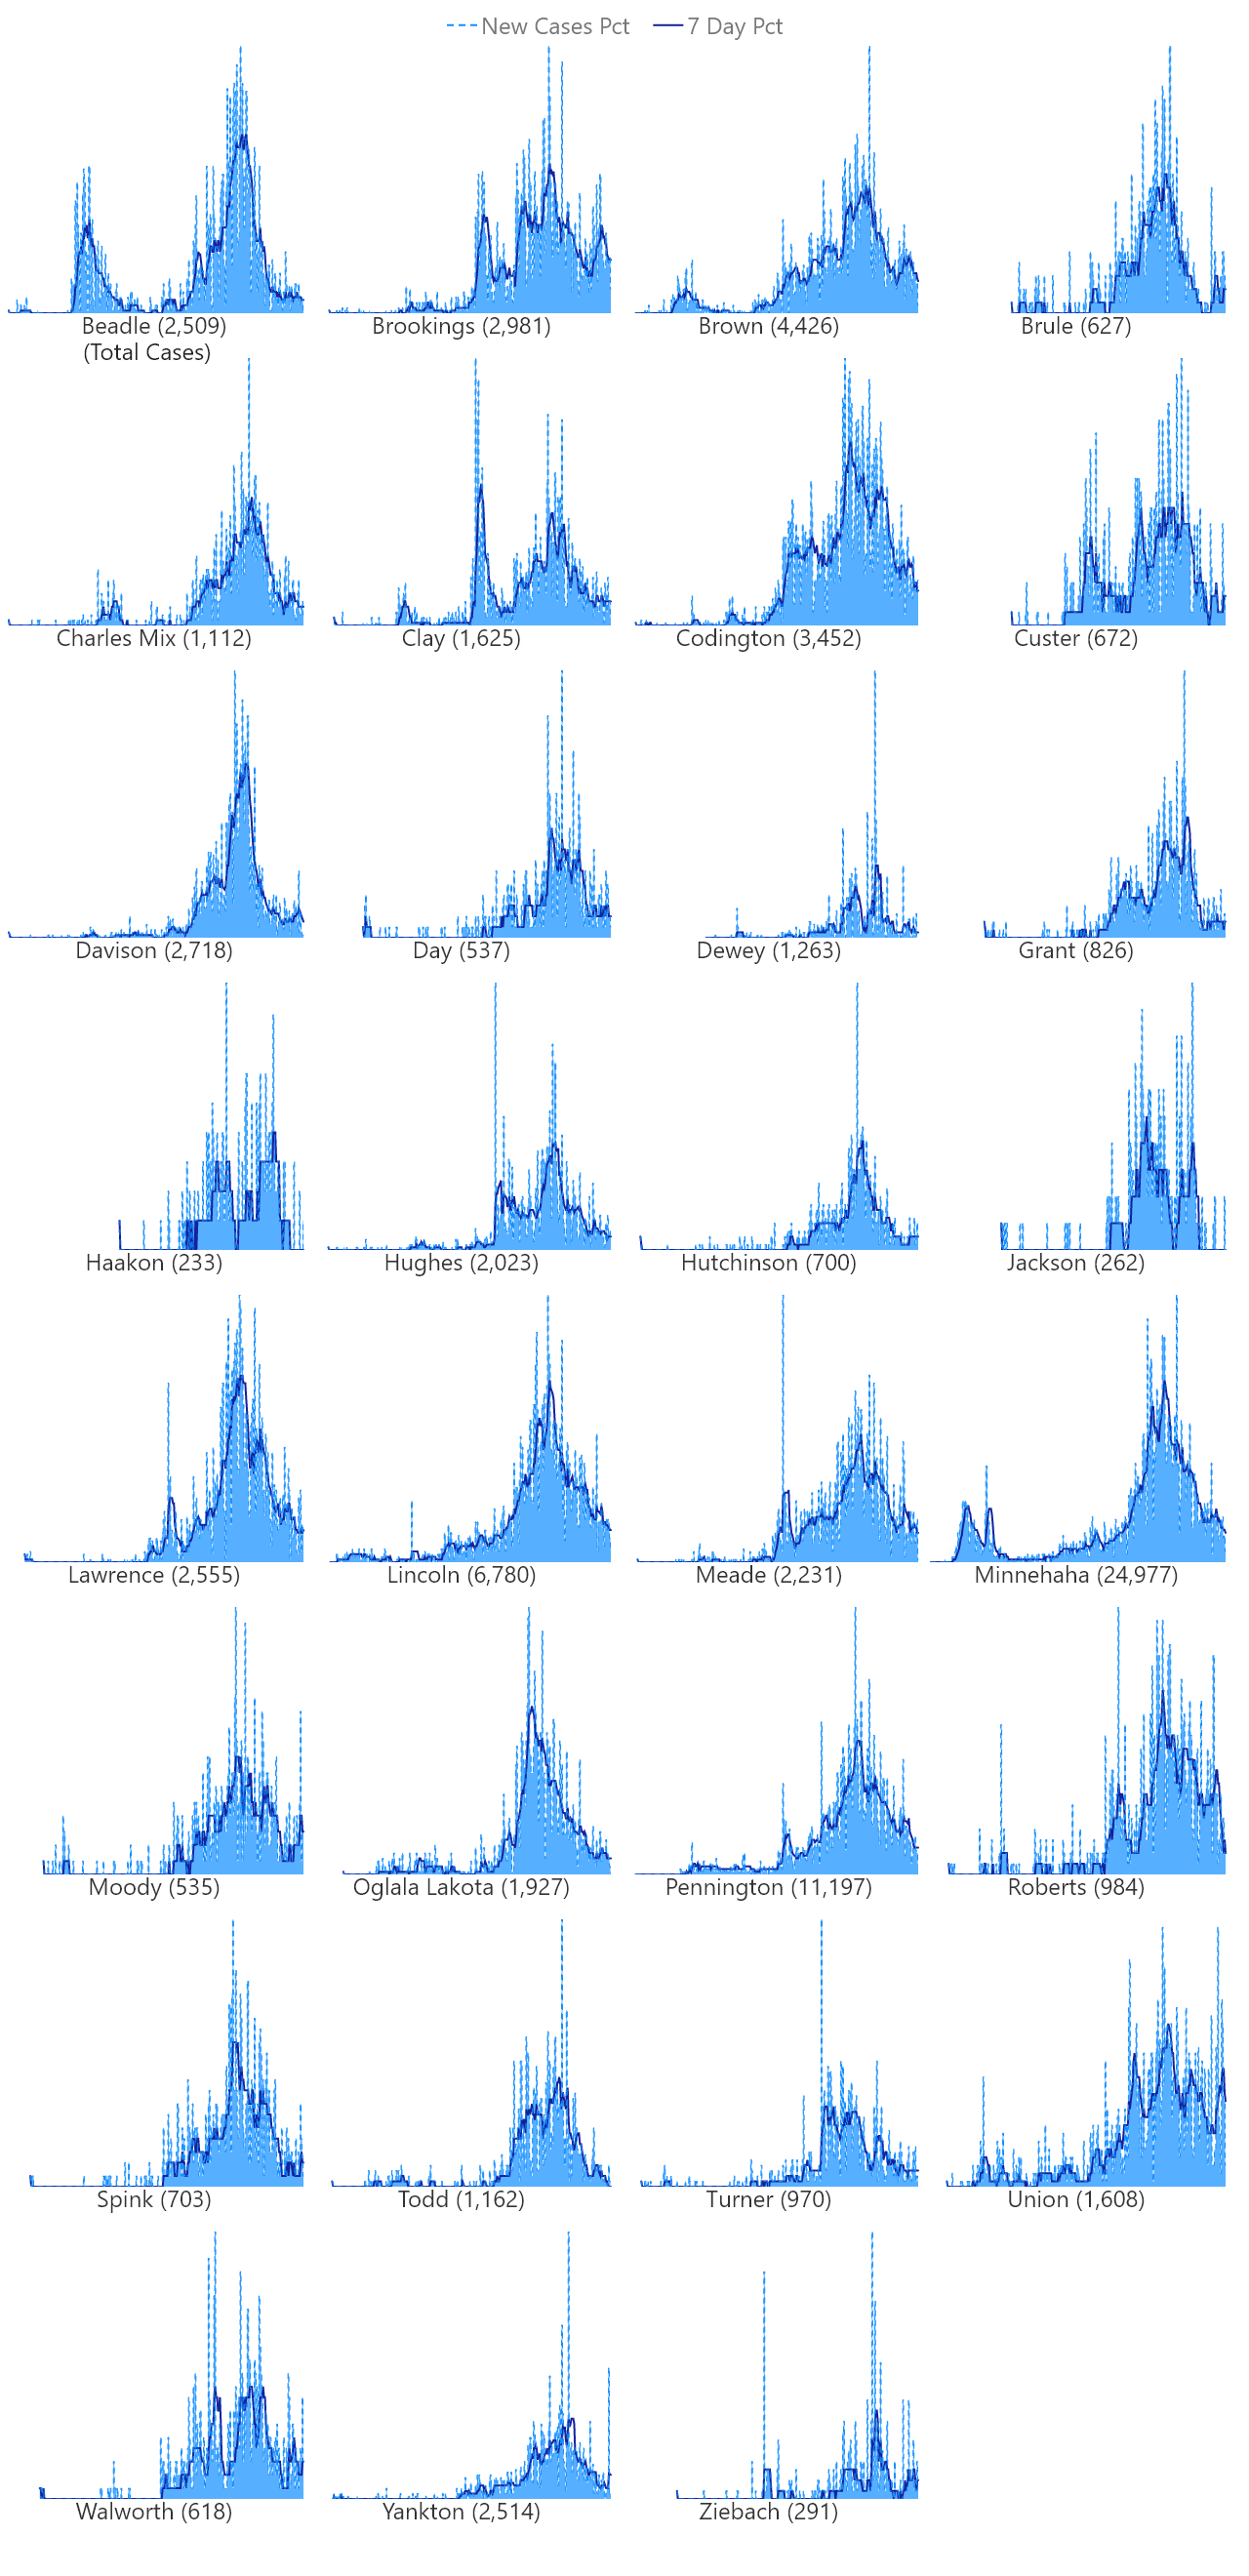 New Cases Pct 7 Day Pct
Beadle (2,509) Brookings (2,981) Brown (4,426) Brule (627)
(Total Cases)
Charles Mix (1,112) Clay (1,625) Codington (3,452) Custer (672)
Davison (2,718) Day (537) Dewey (1,263) Grant (826)
Haakon (233) Hughes (2,023) Hutchinson (700) Jackson (262)
Lawrence (2,555) Lincoln (6,780) Meade (2,231) Minnehaha (24,977)
Moody (535) Oglala Lakota (1,927) Pennington (11,197) Roberts (984)
Spink (703) Todd (1,162) Turner (970) Union (1,608)
Walworth (618) Yankton (2,514) Ziebach (291)